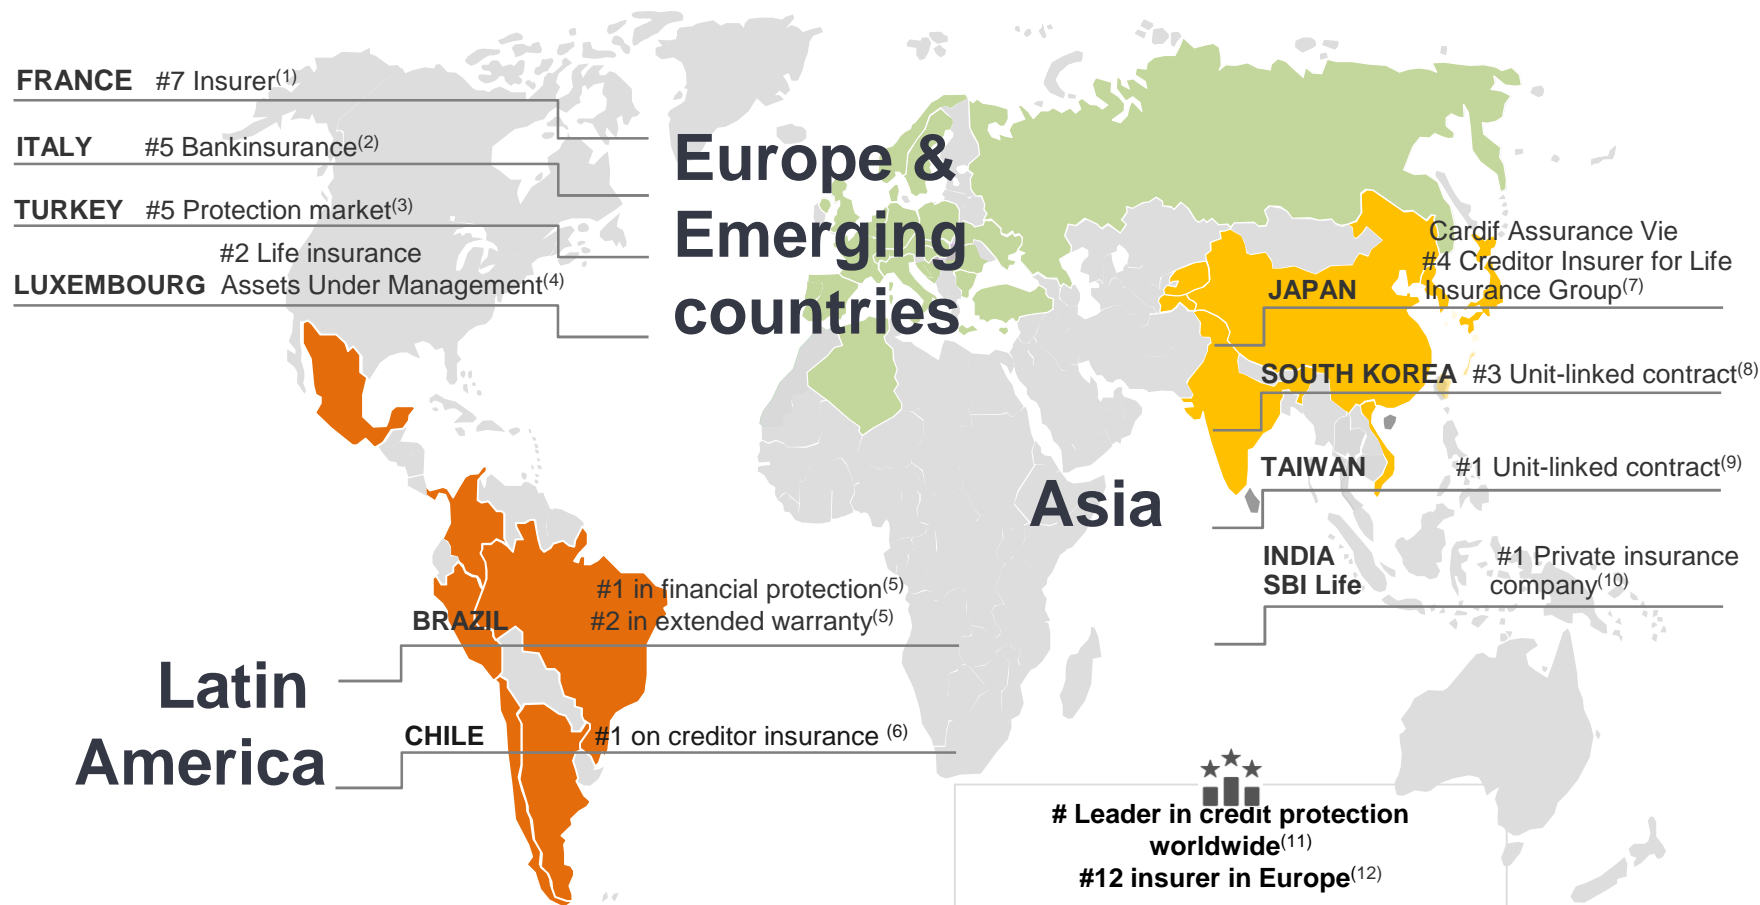 FRANCE #7 Insurer(1)
ITALY #5 Bankinsurance(2)
TURKEY #5 Protection market(3)
#2 Life insurance
LUXEMBOURG Assets Under Management(4)
Europe &
Emerging
countries
Cardif Assurance Vie
#4 Creditor Insurer for Life
JAPAN Insurance Group(7)
SOUTH KOREA #3 Unit-linked contract(8)
TAIWAN #1 Unit-linked contract(9)
Asia
INDIA #1 Private insurance
SBI Life company(10)
#1 in financial protection(5)
BRAZIL #2 in extended warranty(5)
Latin
America
CHILE #1 on creditor insurance (6)
# Leader in credit protection
worldwide(11)
#12 insurer in Europe(12)